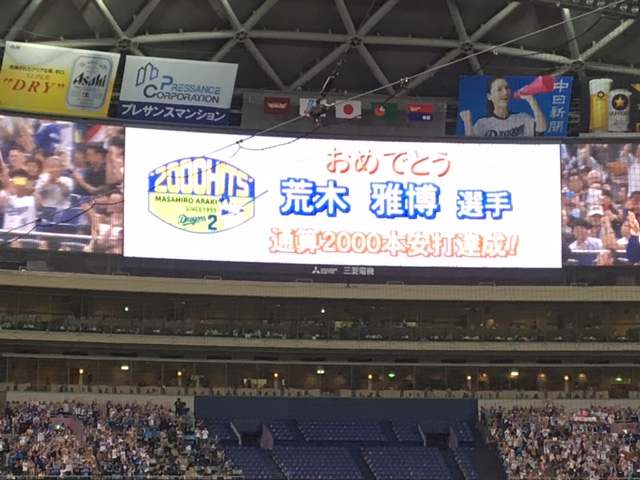 Asahi
SUPER
"DRY"
PRESSANCE
CORPORATION
プレサンスマンション
中日新聞
2000HITS
MASAHIRO ARAKI
SINCE1995
Dragons 2
おめでとう
荒木 雅博 選手
通算2000本安打達成!
三菱電機